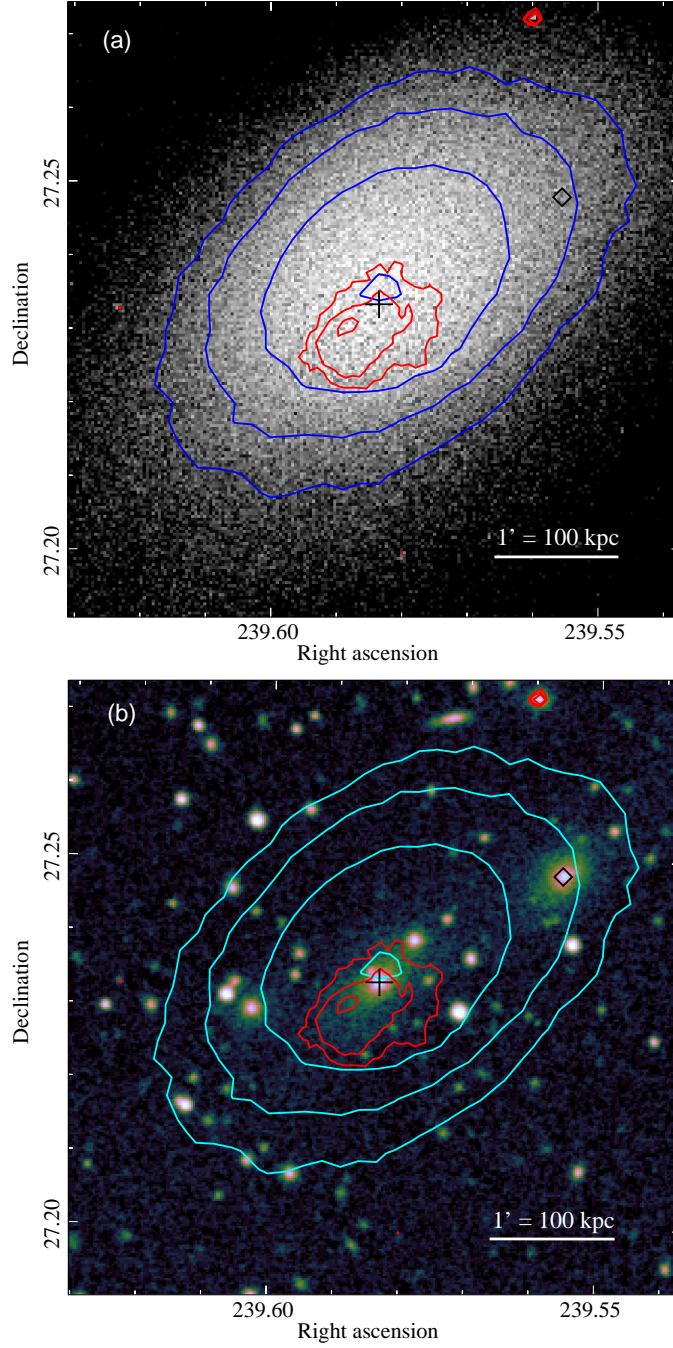 (a)
Declination
27.25
27.20
1' = 100 kpc
239.60
239.55
Right ascension
(b)
Declination
27.25
27.20
1' = 100 kpc
239.60
239.55
Right ascension